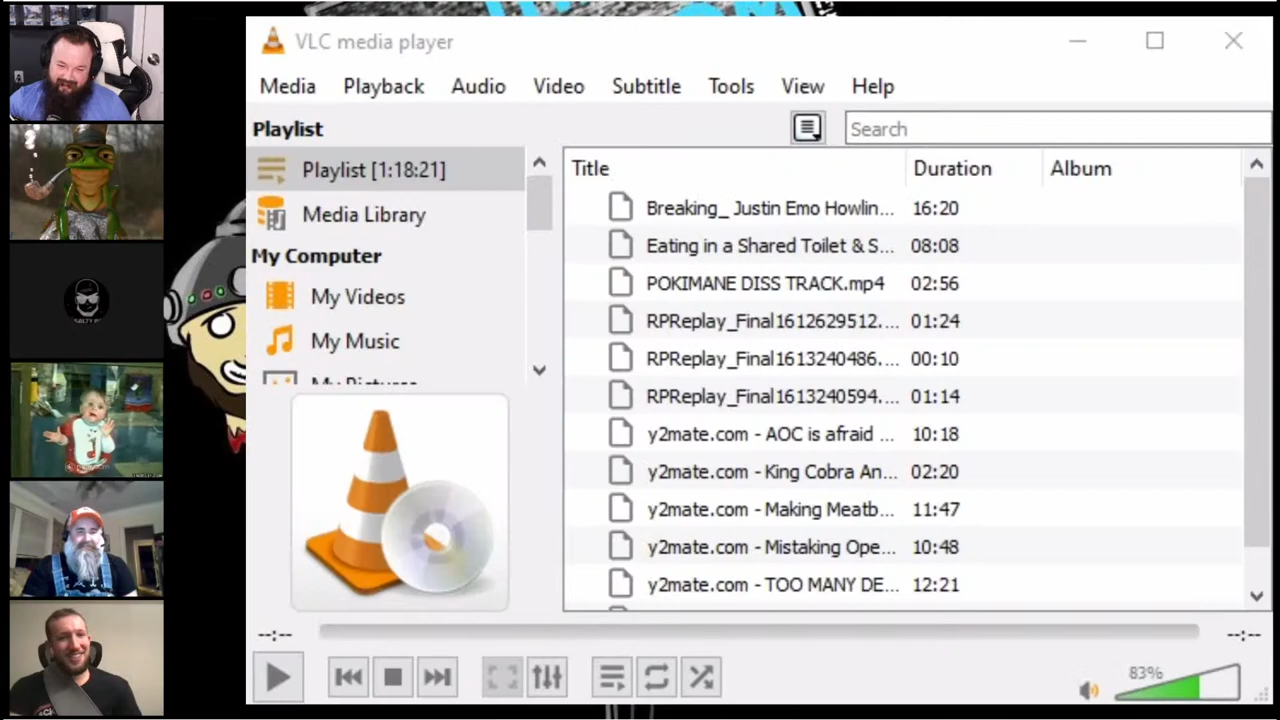 VLC media player
Media Playback Audio Video Subtitle Tools View Help
Playlist
Search
Playlist [1:18:21]
Media Library
My Computer
My Videos
My Music
My Pictures
Title Duration Album
Breaking_ Justin Emo Howlin... 16:20
Eating in a Shared Toilet & S... 08:08
POKIMANE DISS TRACK.mp4 02:56
RPReplay_Final1612629512.... 01:24
RPReplay_Final1613240486.... 00:10
RPReplay_Final1613240594.... 01:14
y2mate.com - AOC is afraid ... 10:18
y2mate.com - King Cobra An... 02:20
y2mate.com - Making Meatb... 11:47
y2mate.com - Mistaking Ope... 10:48
y2mate.com - TOO MANY DE... 12:21
--:-- --:--
83%